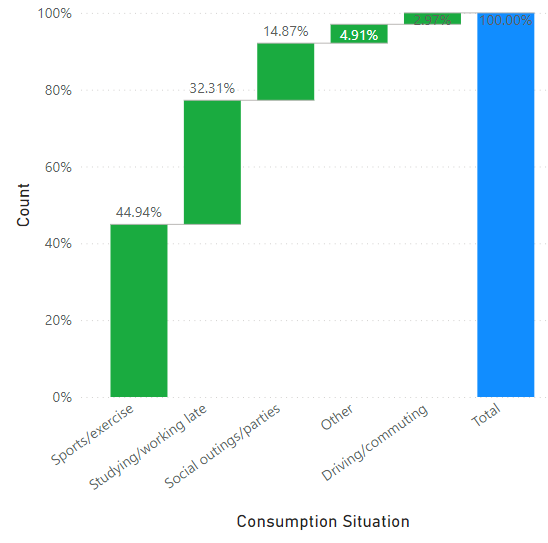 100%
80%
60%
40%
20%
0%
Count
44.94%
32.31%
14.87%
4.91%
2.97%
100.00%
Sports/exercise
Studying/working late
Social outings/parties
Other
Driving/commuting
Total
Consumption Situation